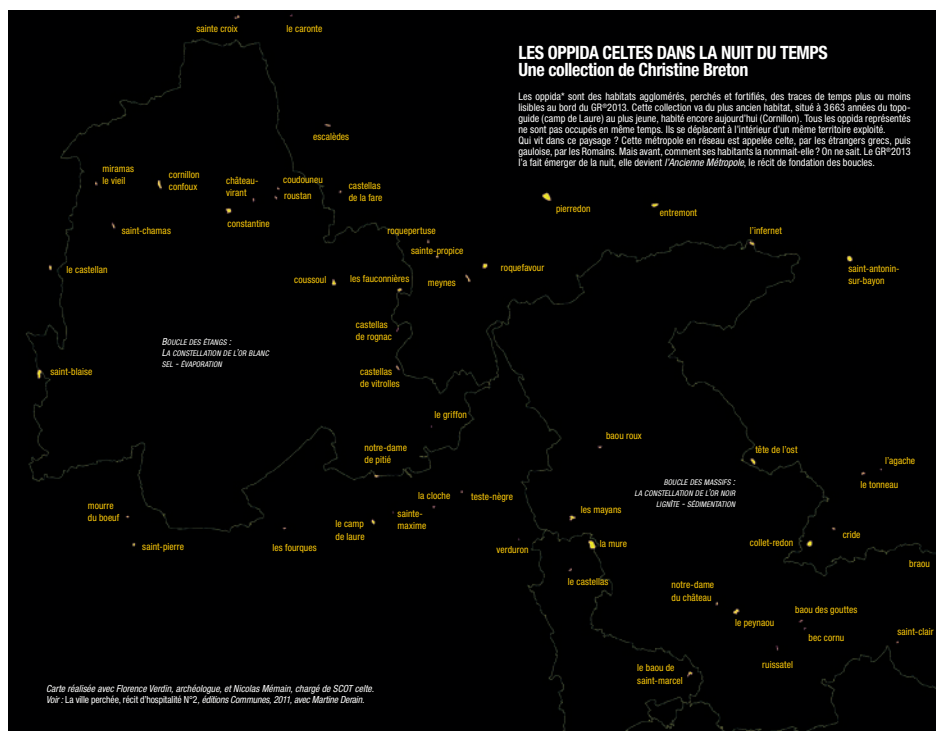 LES OPPIDA CELTES DANS LA NUIT DU TEMPS
Une collection de Christine Breton
Les oppida* sont des habitats agglomérés, perchés et fortifiés, des traces de temps plus ou moins
lisibles au bord du GR®2013. Cette collection va du plus ancien habitat, situé à 3663 années du topo-
guide (camp de Laure) au plus jeune, habité encore aujourd'hui (Cornillon). Tous les oppida représentés
ne sont pas occupés en même temps. Ils se déplacent à l'intérieur d'un même territoire exploité.
Qui vit dans ce paysage ? Cette métropole en réseau est appelée celte, par les étrangers grecs, puis
gauloise, par les Romains. Mais avant, comment ses habitants la nommait-elle ? On ne sait. Le GR®2013
l'a fait émerger de la nuit, elle devient l'Ancienne Métropole, le récit de fondation des boucles.
sainte croix
le caronte
escalèdes
miramas
le vieil
cornillon
confoux
château-
virant
coudouneu
roustan
castellas
de la fare
constantine
saint-chamas
pierredon
entremont
l'infernet
roquepertuse
sainte-propice
roquefavour
meynes
le castellan
coussoul
les fauconnières
saint-antonin-
sur-bayon
castellas
de rognac
BOUCLE DES ÉTANGS :
LA CONSTELLATION DE L'OR BLANC
SEL - ÉVAPORATION
saint-blaise
castellas
de vitrolles
le griffon
baou roux
notre-dame
de pitié
tête de l'ost
l'agache
le tonneau
BOUCLE DES MASSIFS :
LA CONSTELLATION DE L'OR NOIR
LIGNITE - SÉDIMENTATION
la cloche
teste-nègre
mourre
du boeuf
sainte-
maxime
le camp
de laure
les mayans
saint-pierre
les fourques
verduron
la mure
collet-redon
cride
braou
le castellas
notre-dame
du château
le peynaou
baou des gouttes
bec cornu
saint-clair
ruissatel
le baou de
saint-marcel
Carte réalisée avec Florence Verdin, archéologue, et Nicolas Mémain, chargé de SCOT celte.
Voir : La ville perchée, récit d'hospitalité N°2, éditions Communes, 2011, avec Martine Derain.